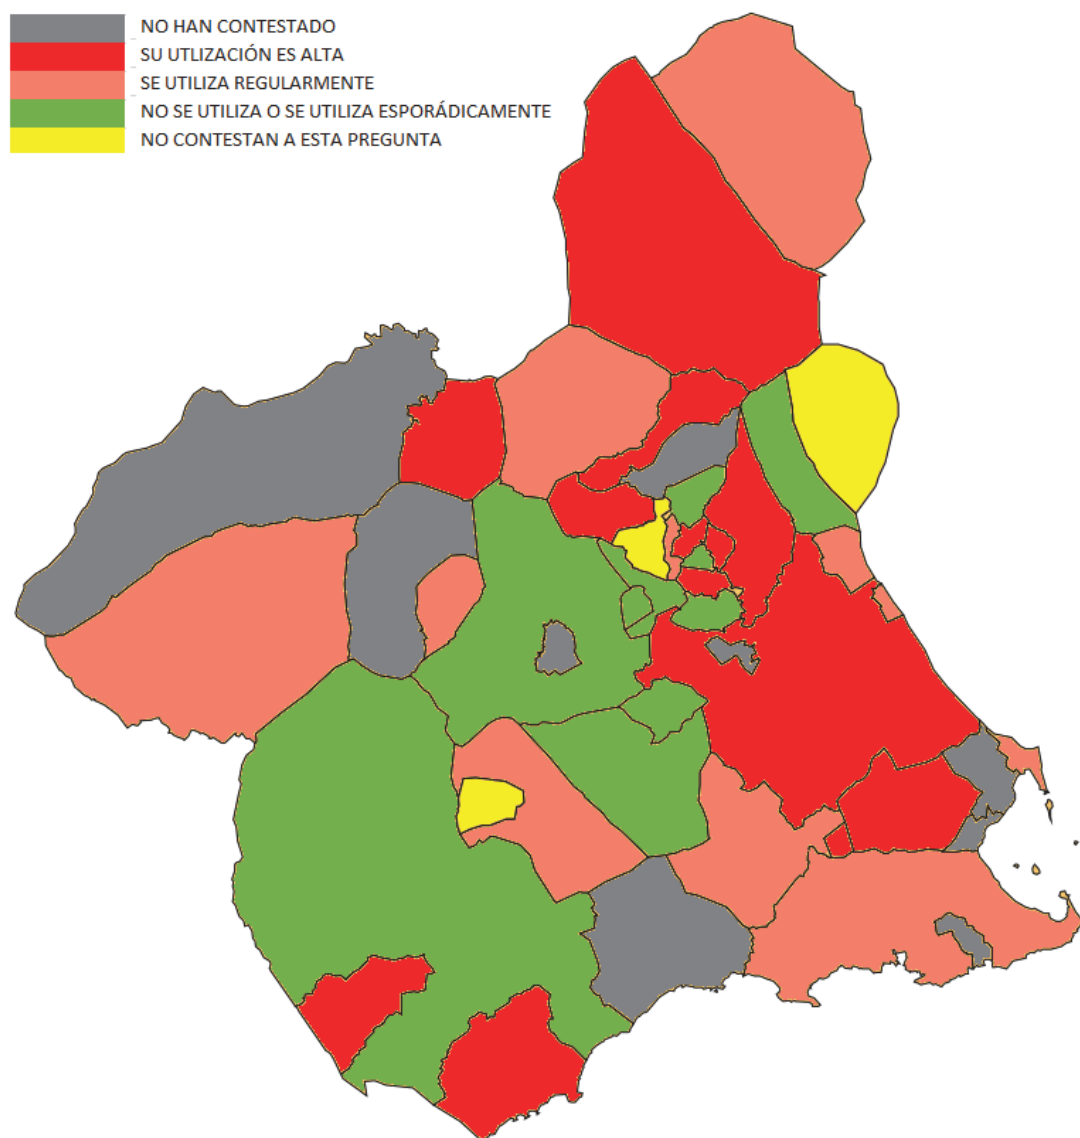 NO HAN CONTESTADO
SU UTLIZACIÓN ES ALTA
SE UTILIZA REGULARMENTE
NO SE UTILIZA O SE UTILIZA ESPORÁDICAMENTE
NO CONTESTAN A ESTA PREGUNTA